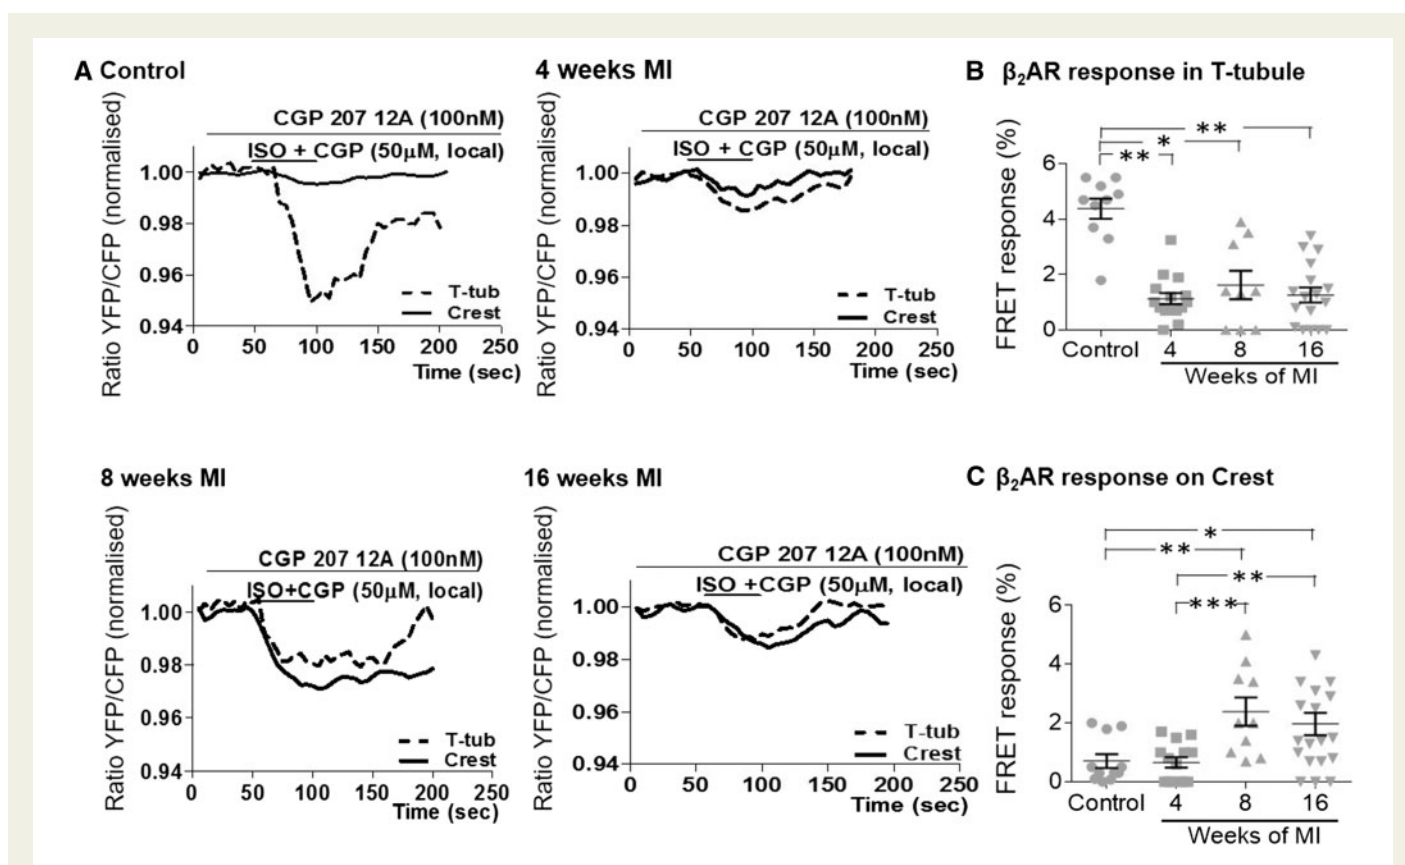 A Control
Ratio YFP/CFP (normalised)
CGP 207 12A (100nM)
ISO + CGP (50μM, local)
1.00
0.98
0.96
0.94
T-tub
Crest
0 50 100 150 200 250
Time (sec)
4 weeks MI
Ratio YFP/CFP (normalised)
CGP 207 12A (100nM)
ISO + CGP (50μM, local)
1.00
0.98
0.96
0.94
T-tub
Crest
0 50 100 150 200 250
Time (sec)
B β₂AR response in T-tubule
FRET response (%)
**
*
**
6
4
2
0
Control 4 8 16
Weeks of MI
8 weeks MI
Ratio YFP/CFP (normalised)
CGP 207 12A (100nM)
ISO+CGP (50μM, local)
1.00
0.98
0.96
0.94
T-tub
Crest
0 50 100 150 200 250
Time (sec)
16 weeks MI
Ratio YFP/CFP (normalised)
CGP 207 12A (100nM)
ISO +CGP (50μM, local)
1.00
0.98
0.96
0.94
T-tub
Crest
0 50 100 150 200 250
Time (sec)
C β₂AR response on Crest
FRET response (%)
*
**
**
***
6
4
2
0
Control 4 8 16
Weeks of MI